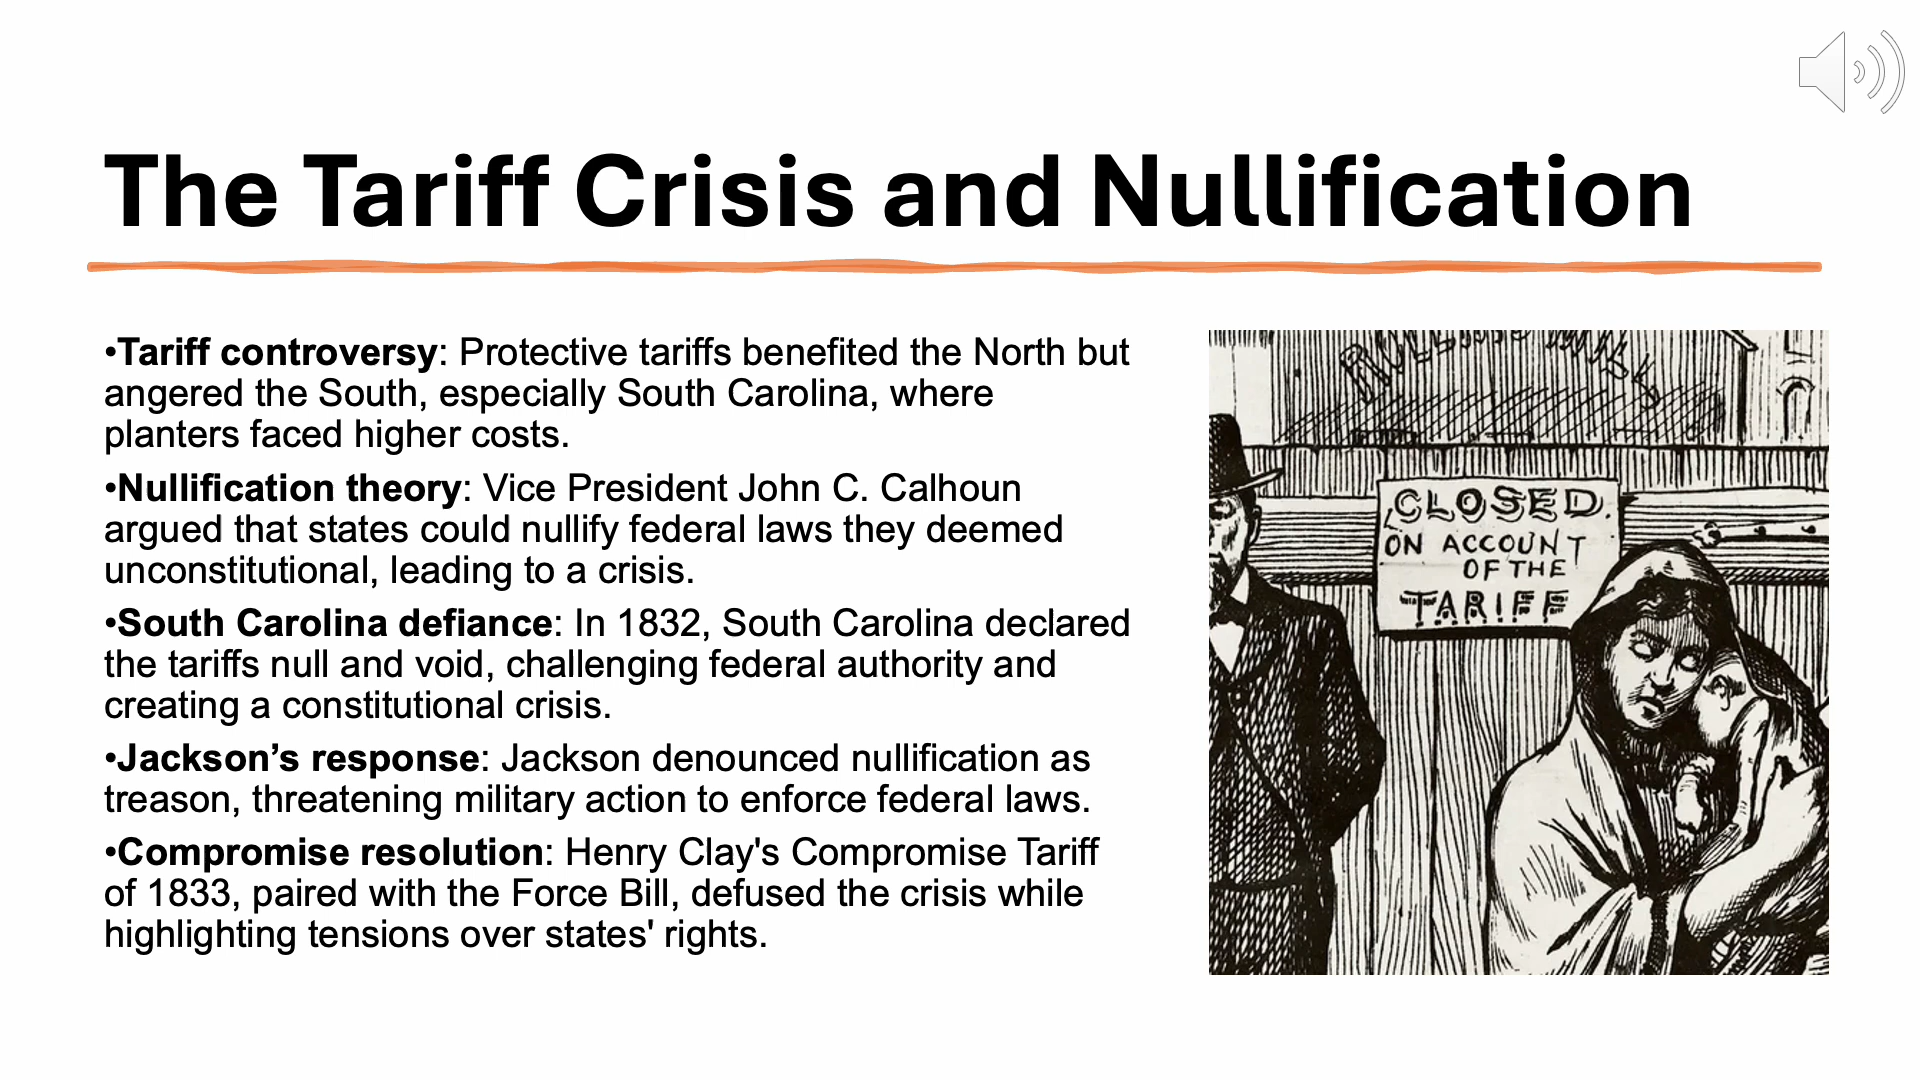 The Tariff Crisis and Nullification
•Tariff controversy: Protective tariffs benefited the North but
angered the South, especially South Carolina, where
planters faced higher costs.
•Nullification theory: Vice President John C. Calhoun
argued that states could nullify federal laws they deemed
unconstitutional, leading to a crisis.
•South Carolina defiance: In 1832, South Carolina declared
the tariffs null and void, challenging federal authority and
creating a constitutional crisis.
•Jackson’s response: Jackson denounced nullification as
treason, threatening military action to enforce federal laws.
•Compromise resolution: Henry Clay's Compromise Tariff
of 1833, paired with the Force Bill, defused the crisis while
highlighting tensions over states' rights.
ROLLING MILL
CLOSED.
ON ACCOUNT
OF THE
TARIFF